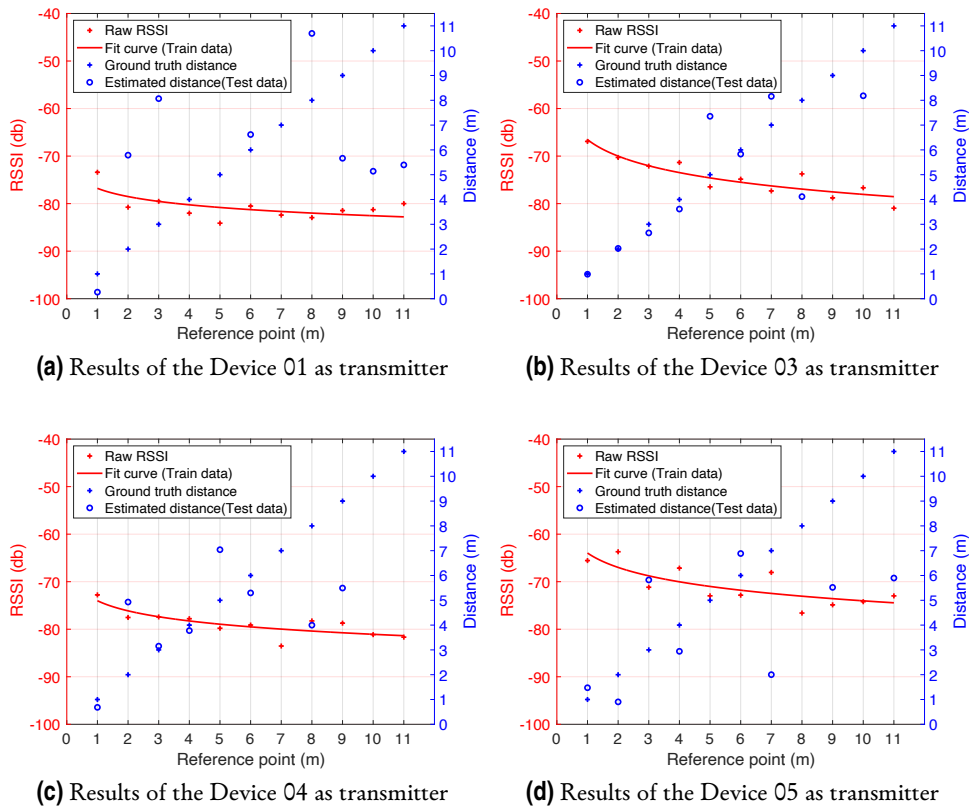 -40
-50
-60
-70
-80
-90
-100
RSSI (db)
Raw RSSI
Fit curve (Train data)
Ground truth distance
Estimated distance(Test data)
11
10
9
8
7
6
5
4
3
2
1
0
Distance (m)
0 1 2 3 4 5 6 7 8 9 10 11
Reference point (m)
(a) Results of the Device 01 as transmitter
-40
-50
-60
-70
-80
-90
-100
RSSI (db)
Raw RSSI
Fit curve (Train data)
Ground truth distance
Estimated distance(Test data)
11
10
9
8
7
6
5
4
3
2
1
0
Distance (m)
0 1 2 3 4 5 6 7 8 9 10 11
Reference point (m)
(b) Results of the Device 03 as transmitter
-40
-50
-60
-70
-80
-90
-100
RSSI (db)
Raw RSSI
Fit curve (Train data)
Ground truth distance
Estimated distance(Test data)
11
10
9
8
7
6
5
4
3
2
1
0
Distance (m)
0 1 2 3 4 5 6 7 8 9 10 11
Reference point (m)
(c) Results of the Device 04 as transmitter
-40
-50
-60
-70
-80
-90
-100
RSSI (db)
Raw RSSI
Fit curve (Train data)
Ground truth distance
Estimated distance(Test data)
11
10
9
8
7
6
5
4
3
2
1
0
Distance (m)
0 1 2 3 4 5 6 7 8 9 10 11
Reference point (m)
(d) Results of the Device 05 as transmitter